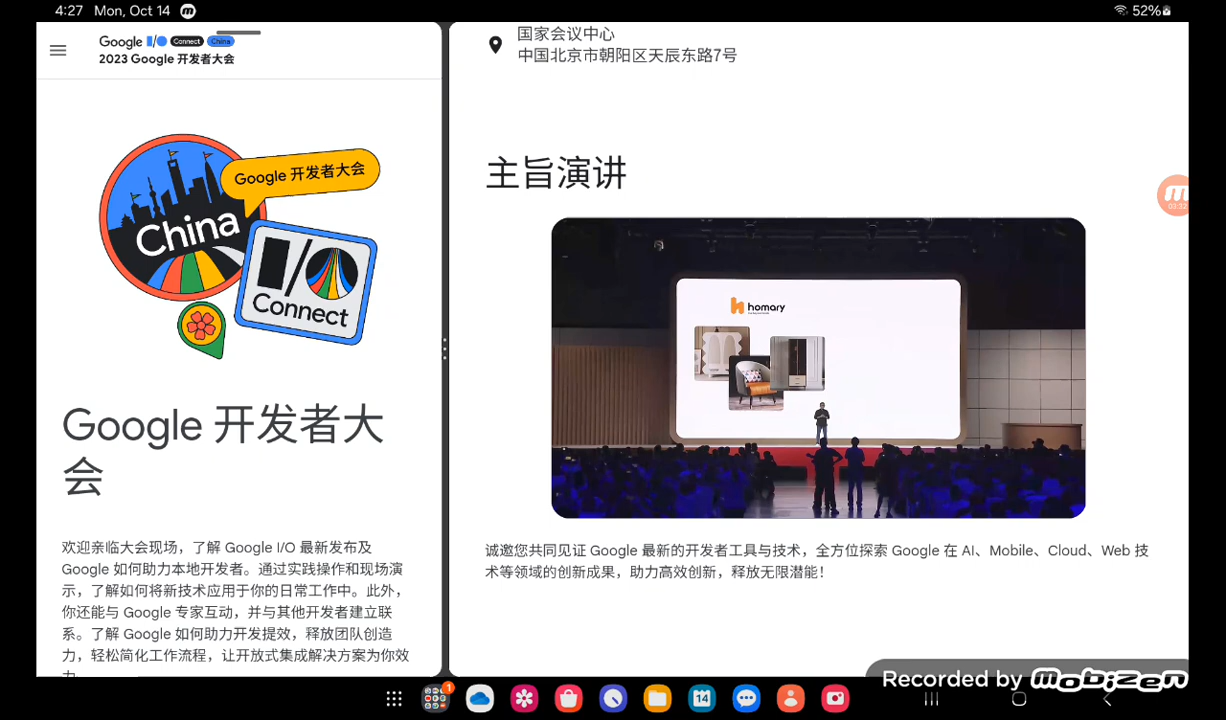 4:27 Mon, Oct 14
52%
Google I/O Connect China
2023 Google 开发者大会
Google 开发者大会
China
I/O
Connect
Google 开发者大
会
欢迎亲临大会现场，了解 Google I/O 最新发布及
Google 如何助力本地开发者。通过实践操作和现场演
示，了解如何将新技术应用于你的日常工作中。此外，
你还能与 Google 专家互动，并与其他开发者建立联
系。了解 Google 如何助力开发提效，释放团队创造
力，轻松简化工作流程，让开放式集成解决方案为你效
力。
国家会议中心
中国北京市朝阳区天辰东路7号
主旨演讲
homary
诚邀您共同见证 Google 最新的开发者工具与技术，全方位探索 Google 在 AI、Mobile、Cloud、Web 技
术等领域的创新成果，助力高效创新，释放无限潜能！
03:32
Recorded by mobizen
1
14